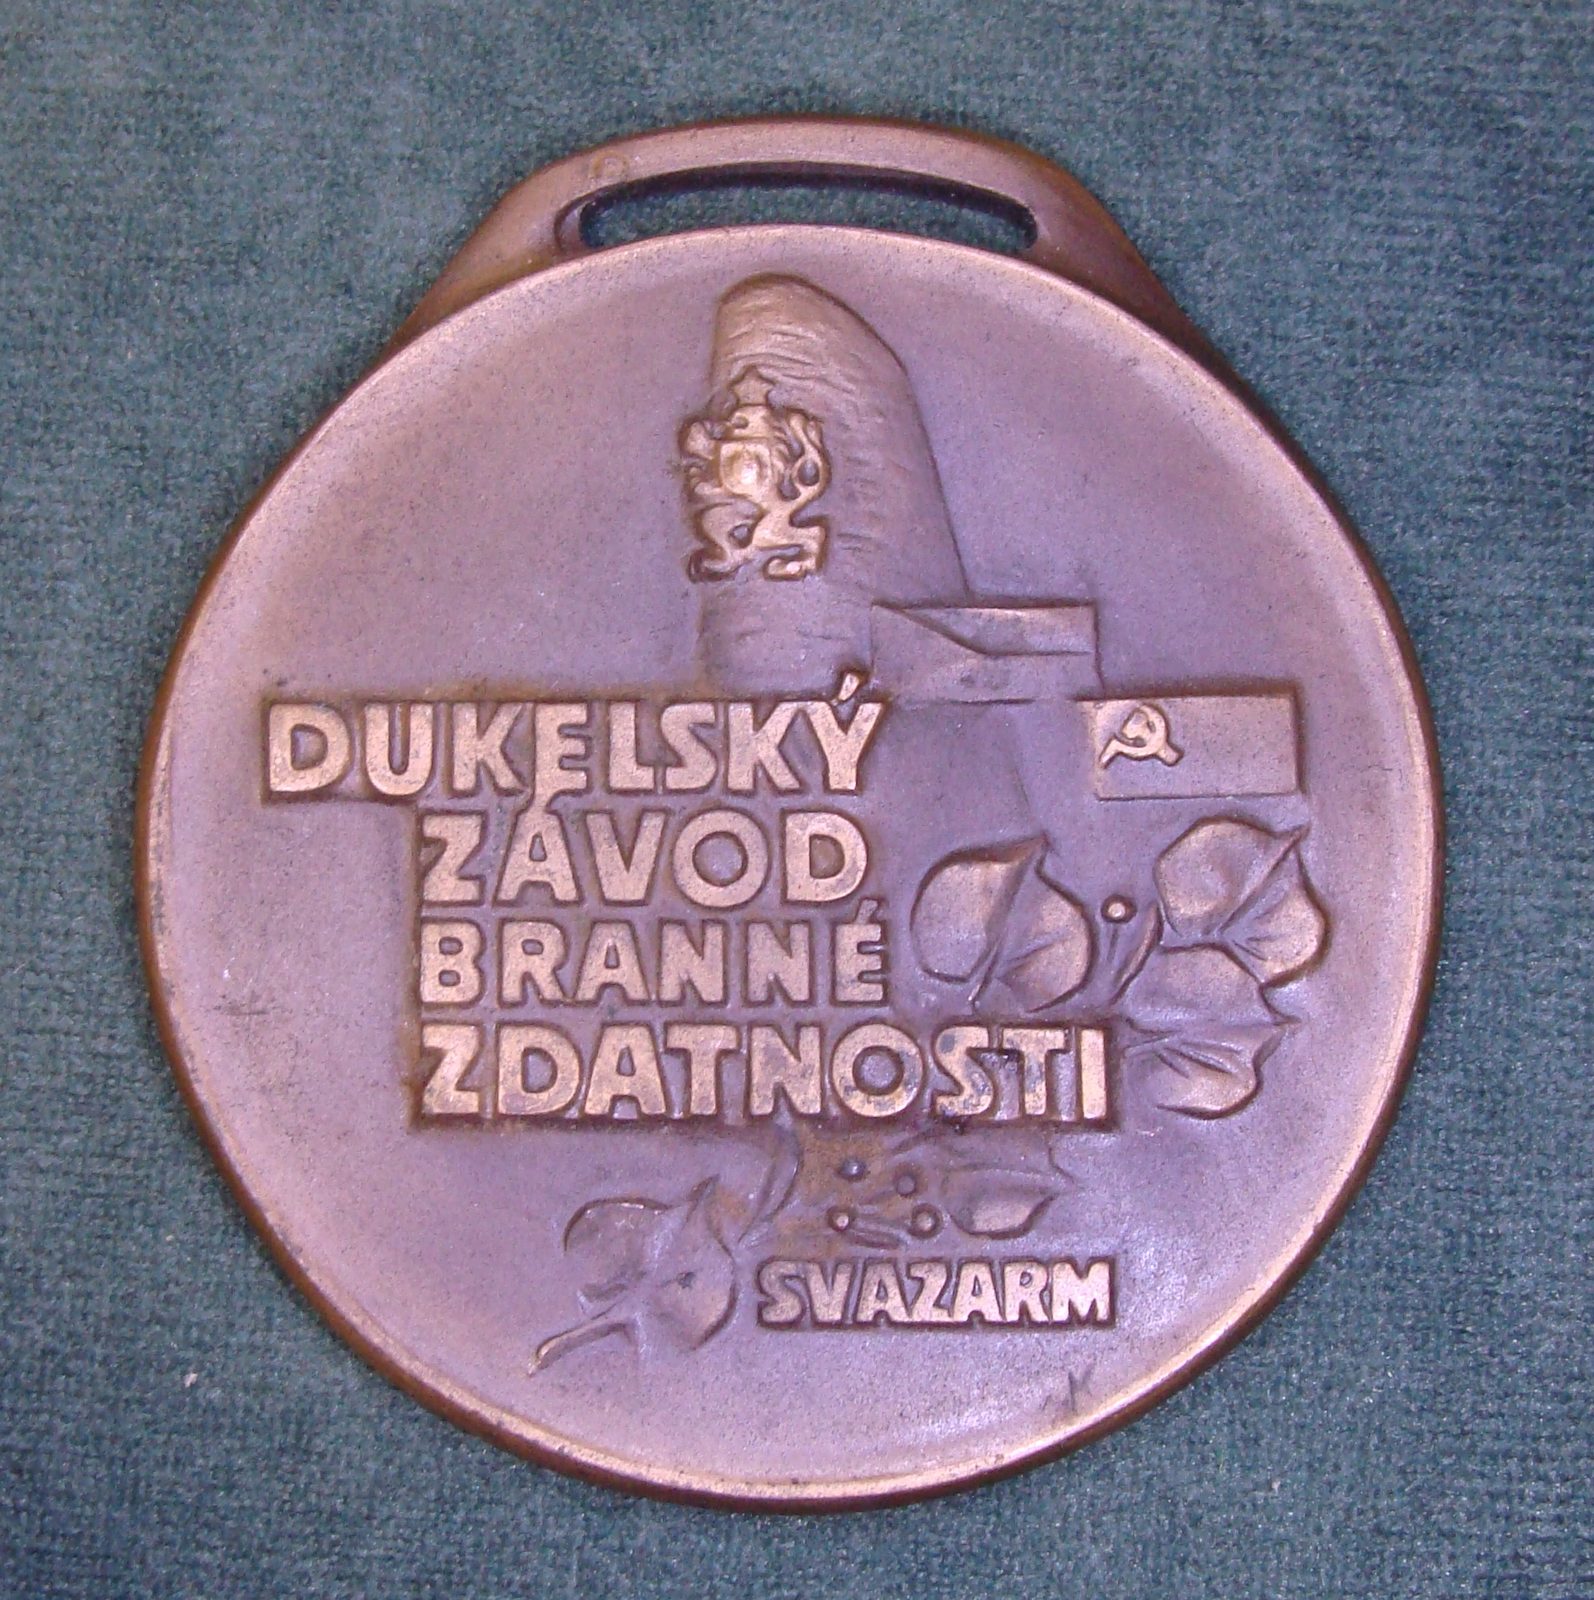 DUKELSKÝ
ZÁVOD
BRANNÉ
ZDATNOSTI
SVAZARM